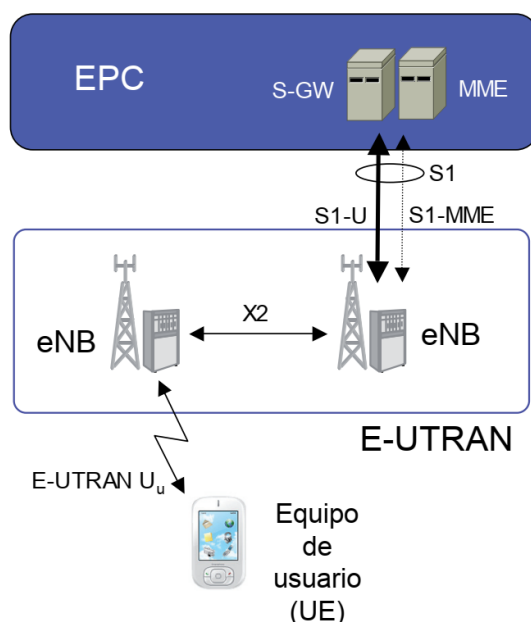 EPC
S-GW
MME
S1
S1-U
S1-MME
eNB
X2
eNB
E-UTRAN
E-UTRAN Uu
Equipo
de
usuario
(UE)